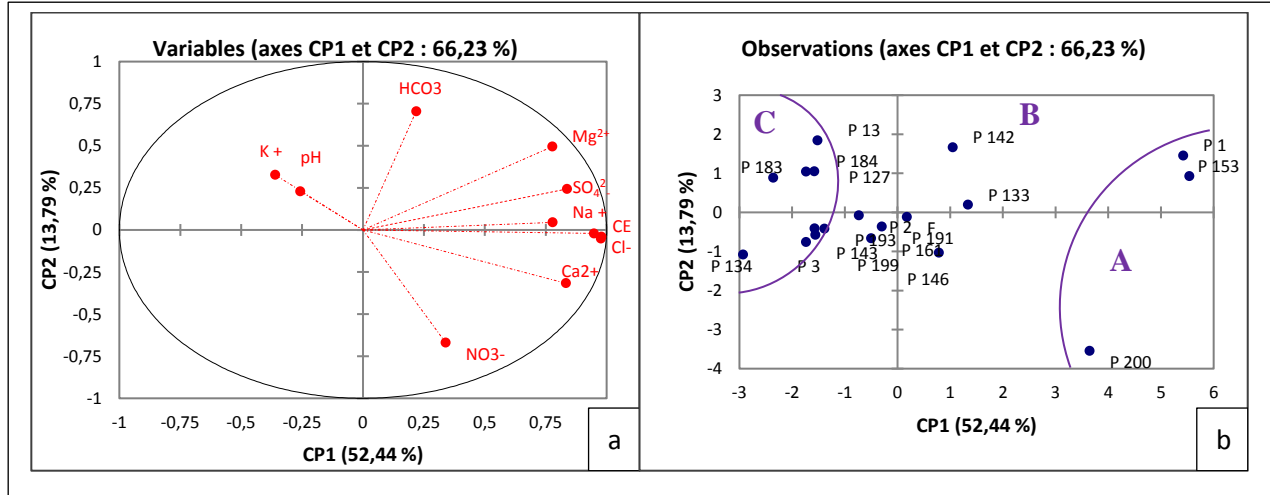 Variables (axes CP1 et CP2 : 66,23 %)
CP2 (13,79 %)
1
0,75
0,5
0,25
0
-0,25
-0,5
-0,75
-1
HCO3
Mg²⁺
K +
pH
SO₄²
Na +
CE
Cl-
Ca2+
NO3-
-1 -0,75 -0,5 -0,25 0 0,25 0,5 0,75
CP1 (52,44 %)
a
Observations (axes CP1 et CP2 : 66,23 %)
CP2 (13,79 %)
3
2
1
0
-1
-2
-3
-4
C
B
P 13
P 142
P 1
P 183
P 184
P 153
P 127
P 133
P 2
F
P 193
P 191
A
P 143
P 161
P 134
P 3
P 199
P 146
P 200
-3 -2 -1 0 1 2 3 4 5 6
CP1 (52,44 %)
b